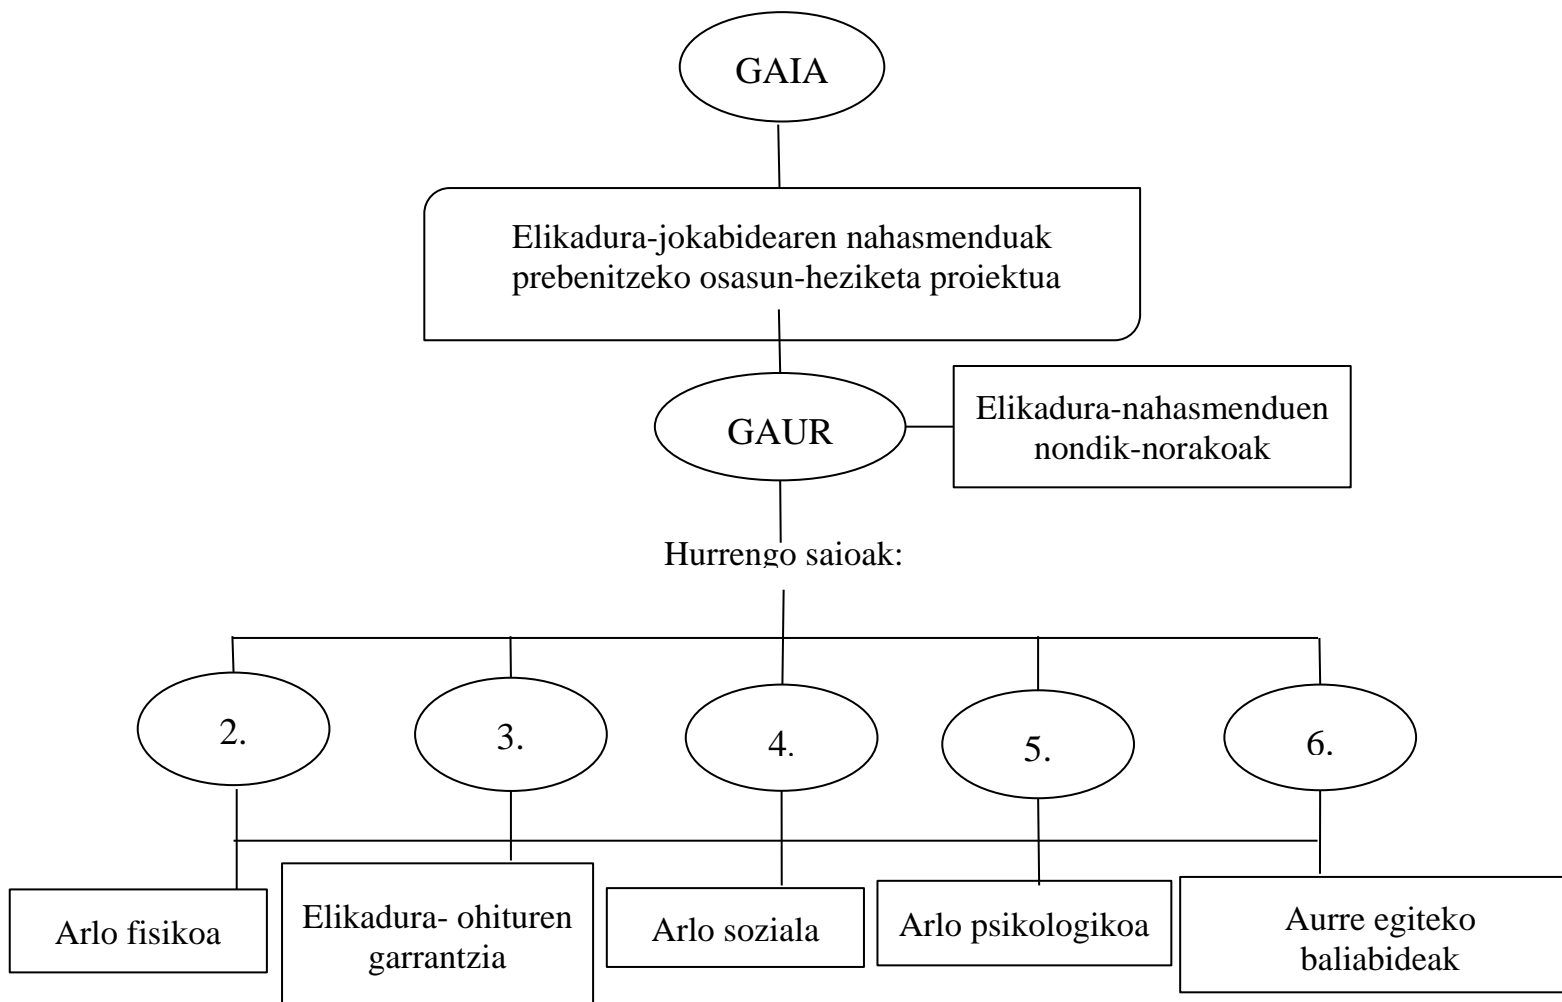 GAIA
Elikadura-jokabidearen nahasmenduak
prebenitzeko osasun-heziketa proiektua
GAUR
Elikadura-nahasmenduen
nondik-norakoak
Hurrengo saioak:
2.
3.
4.
5.
6.
Arlo fisikoa
Elikadura- ohituren
garrantzia
Arlo soziala
Arlo psikologikoa
Aurre egiteko
baliabideak